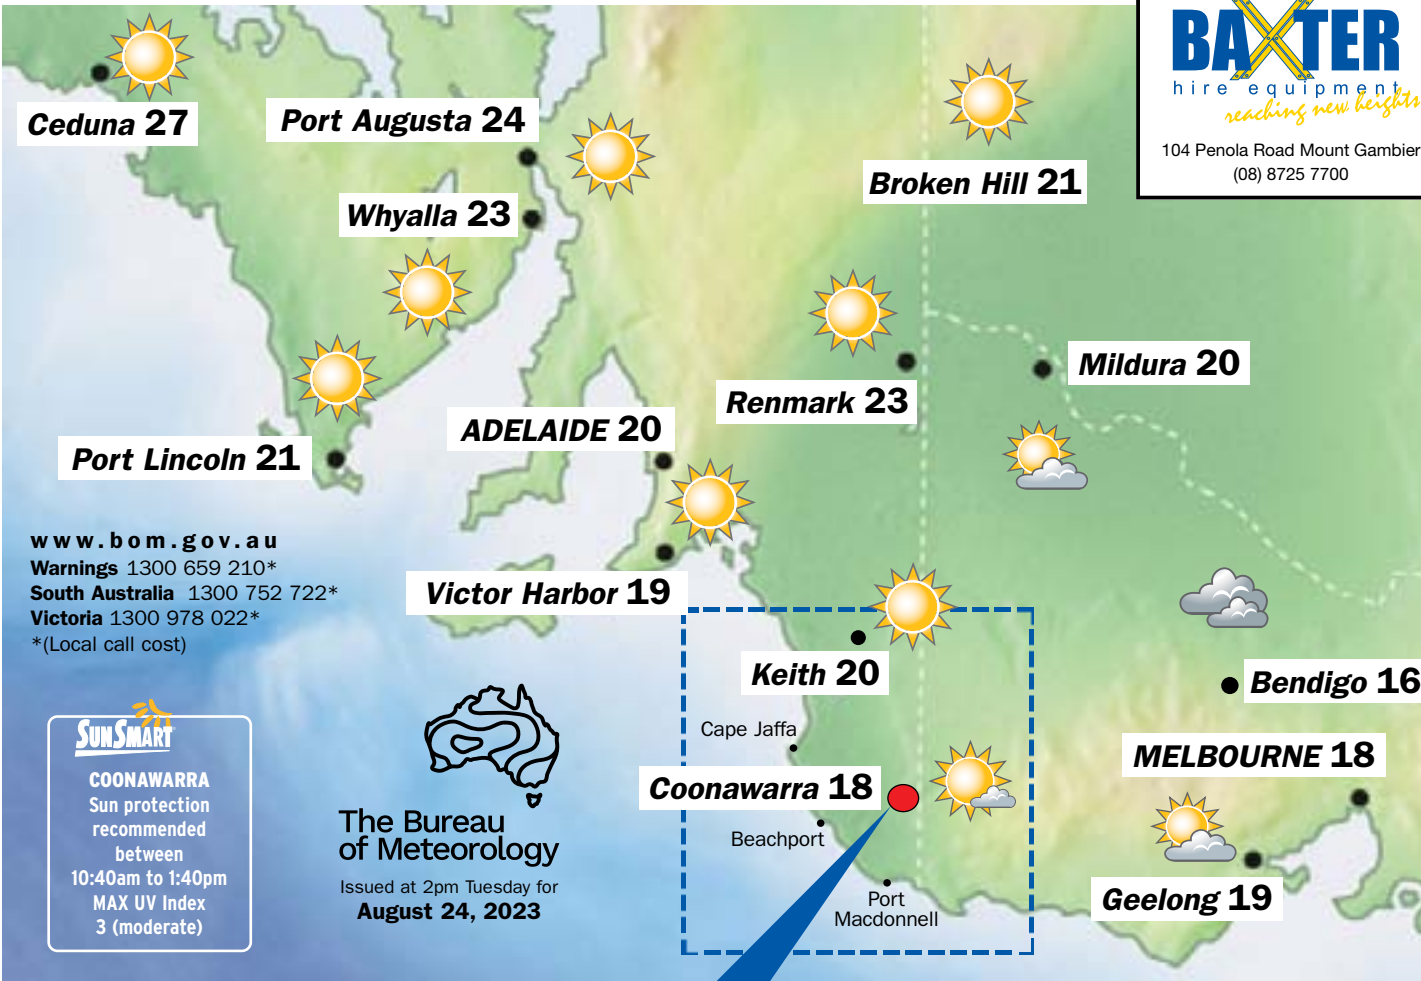 BAXTER
hire equipment
reaching new heights
104 Penola Road Mount Gambier
(08) 8725 7700
Ceduna 27
Port Augusta 24
Whyalla 23
Broken Hill 21
Renmark 23
Mildura 20
ADELAIDE 20
Port Lincoln 21
Victor Harbor 19
www.bom.gov.au
Warnings 1300 659 210*
South Australia 1300 752 722*
Victoria 1300 978 022*
*(Local call cost)
Keith 20
Bendigo 16
Cape Jaffa
MELBOURNE 18
Coonawarra 18
Beachport
Geelong 19
Port
Macdonnell
SUNSMART
COONAWARRA
Sun protection
recommended
between
10:40am to 1:40pm
MAX UV Index
3 (moderate)
The Bureau
of Meteorology
Issued at 2pm Tuesday for
August 24, 2023